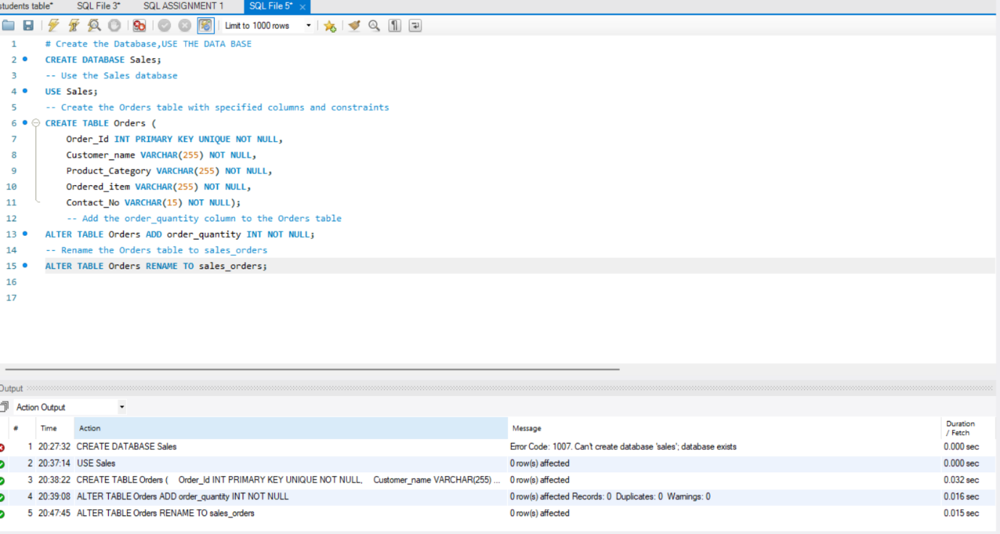 students table* SQL File 3* SQL ASSIGNMENT 1 SQL File 5* ×
Limit to 1000 rows
1 # Create the Database,USE THE DATA BASE
2 CREATE DATABASE Sales;
3 -- Use the Sales database
4 USE Sales;
5 -- Create the Orders table with specified columns and constraints
6 CREATE TABLE Orders (
7 Order_Id INT PRIMARY KEY UNIQUE NOT NULL,
8 Customer_name VARCHAR(255) NOT NULL,
9 Product_Category VARCHAR(255) NOT NULL,
10 Ordered_item VARCHAR(255) NOT NULL,
11 Contact_No VARCHAR(15) NOT NULL);
12 -- Add the order_quantity column to the Orders table
13 ALTER TABLE Orders ADD order_quantity INT NOT NULL;
14 -- Rename the Orders table to sales_orders
15 ALTER TABLE Orders RENAME TO sales_orders;
16
17
Output
Action Output
# Time Action Message Duration / Fetch
1 20:27:32 CREATE DATABASE Sales Error Code: 1007. Can't create database 'sales'; database exists 0.000 sec
2 20:37:14 USE Sales 0 row(s) affected 0.000 sec
3 20:38:22 CREATE TABLE Orders ( Order_Id INT PRIMARY KEY UNIQUE NOT NULL, Customer_name VARCHAR(255) ... 0 row(s) affected 0.032 sec
4 20:39:08 ALTER TABLE Orders ADD order_quantity INT NOT NULL 0 row(s) affected Records: 0 Duplicates: 0 Warnings: 0 0.016 sec
5 20:47:45 ALTER TABLE Orders RENAME TO sales_orders 0 row(s) affected 0.015 sec